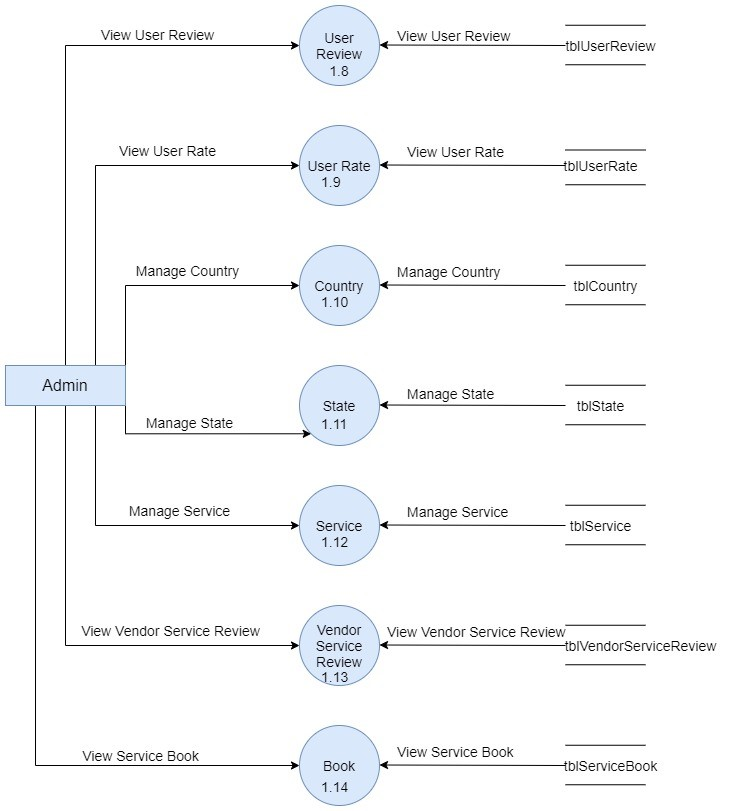 View User Review
User
Review
1.8
View User Review
tblUserReview
View User Rate
User Rate
1.9
View User Rate
tblUserRate
Manage Country
Country
1.10
Manage Country
tblCountry
Admin
Manage State
State
1.11
Manage State
tblState
Manage Service
Service
1.12
Manage Service
tblService
View Vendor Service Review
Vendor
Service
Review
1.13
View Vendor Service Review
tblVendorServiceReview
View Service Book
Book
1.14
View Service Book
tblServiceBook